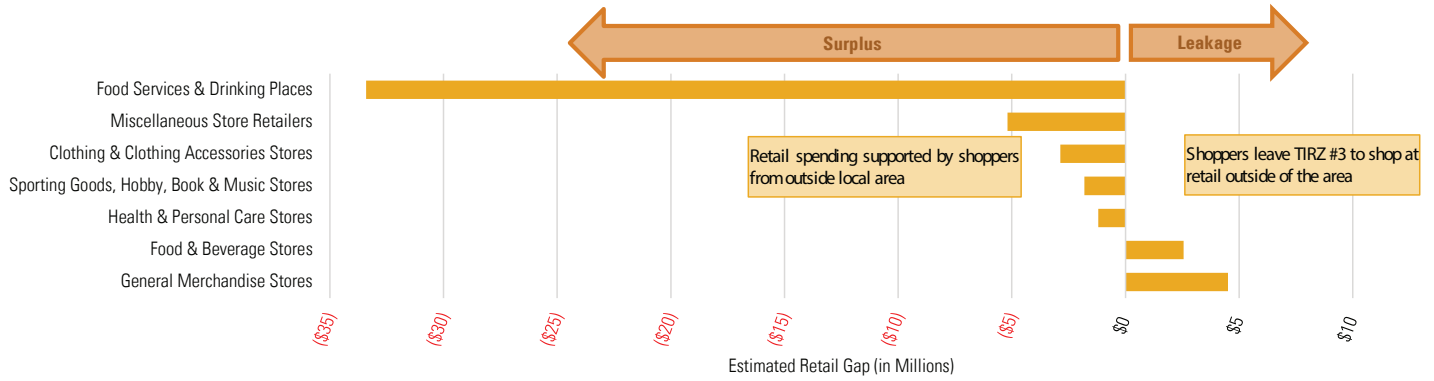 Surplus
Leakage
Food Services & Drinking Places
Miscellaneous Store Retailers
Clothing & Clothing Accessories Stores
Sporting Goods, Hobby, Book & Music Stores
Health & Personal Care Stores
Food & Beverage Stores
General Merchandise Stores
Retail spending supported by shoppers
from outside local area
Shoppers leave TIRZ #3 to shop at
retail outside of the area
($35)
($30)
($25)
($20)
($15)
($10)
($5)
$0
$5
$10
Estimated Retail Gap (in Millions)